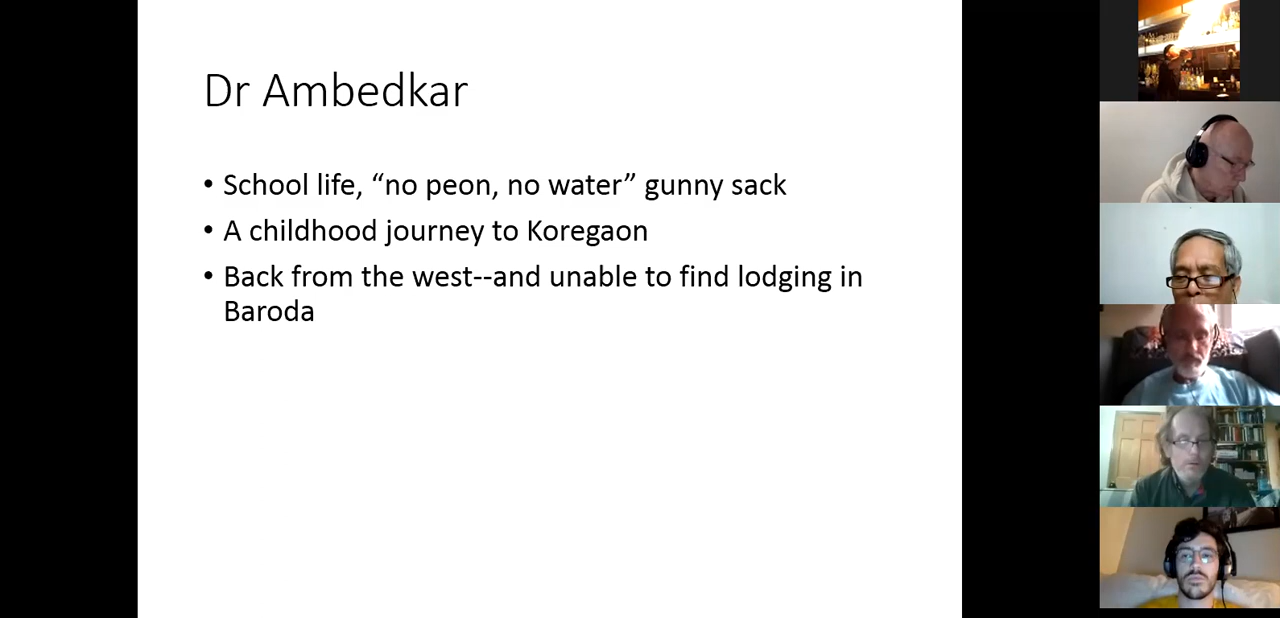 Dr Ambedkar
• School life, “no peon, no water” gunny sack
• A childhood journey to Koregaon
• Back from the west--and unable to find lodging in
Baroda